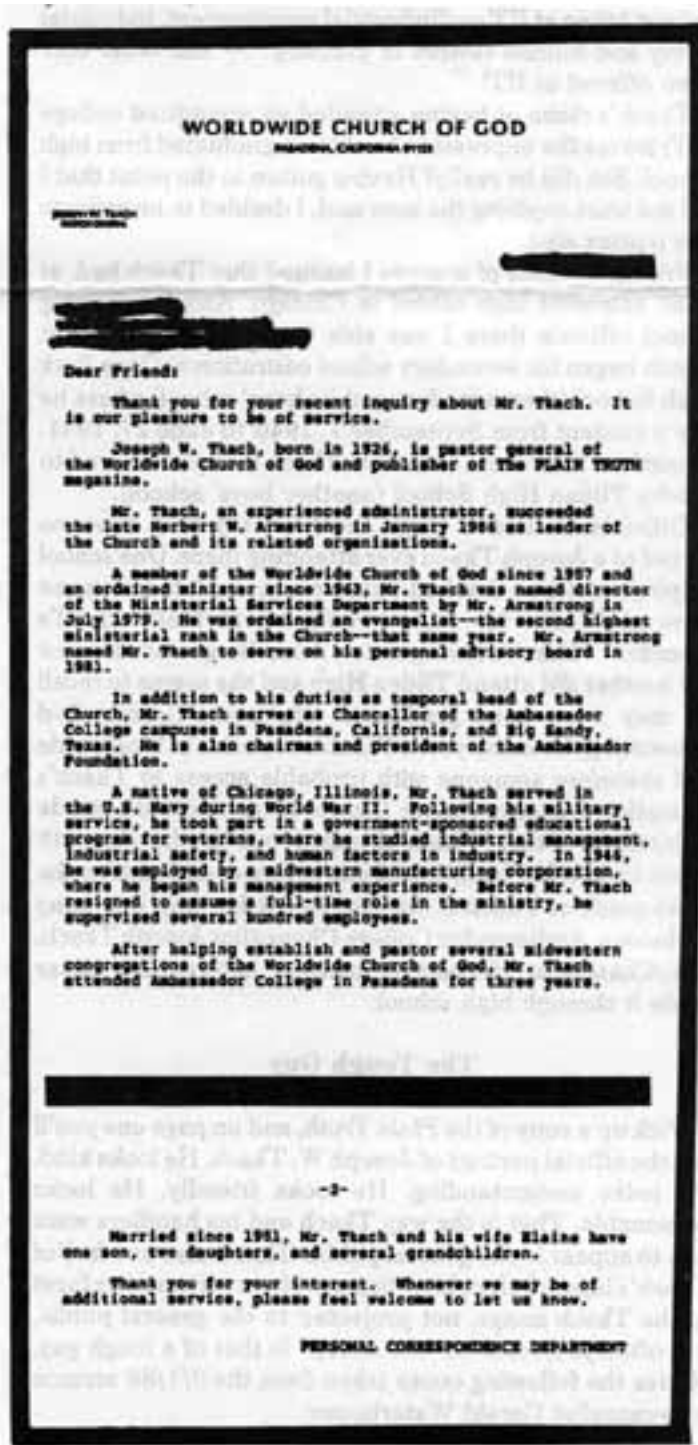 WORLDWIDE CHURCH OF GOD
PASADENA, CALIFORNIA
JOSEPH W. TKACH
Dear Friend:
Thank you for your recent inquiry about Mr. Tkach. It
is our pleasure to be of service.
Joseph W. Tkach, born in 1926, is pastor general of
the Worldwide Church of God and publisher of The PLAIN TRUTH
magazine.
Mr. Tkach, an experienced administrator, succeeded
the late Herbert W. Armstrong in January 1986 as leader of
the Church and its related organizations.
A member of the Worldwide Church of God since 1957 and
an ordained minister since 1963, Mr. Tkach was named director
of the Ministerial Services Department by Mr. Armstrong in
July 1979. He was ordained an evangelist--the second highest
ministerial rank in the Church--that same year. Mr. Armstrong
named Mr. Tkach to serve on his personal advisory board in
1981.
In addition to his duties as temporal head of the
Church, Mr. Tkach serves as Chancellor of the Ambassador
College campuses in Pasadena, California, and Big Sandy,
Texas. He is also chairman and president of the Ambassador
Foundation.
A native of Chicago, Illinois, Mr. Tkach served in
the U.S. Navy during World War II. Following his military
service, he took part in a government-sponsored educational
program for veterans, where he studied industrial management,
industrial safety, and human factors in industry. In 1946,
he was employed by a midwestern manufacturing corporation,
where he began his management experience. Before Mr. Tkach
resigned to assume a full-time role in the ministry, he
supervised several hundred employees.
After helping establish and pastor several midwestern
congregations of the Worldwide Church of God, Mr. Tkach
attended Ambassador College in Pasadena for three years.
-2-
Married since 1951, Mr. Tkach and his wife Elaine have
one son, two daughters, and several grandchildren.
Thank you for your interest. Whenever we may be of
additional service, please feel welcome to let us know.
PERSONAL CORRESPONDENCE DEPARTMENT